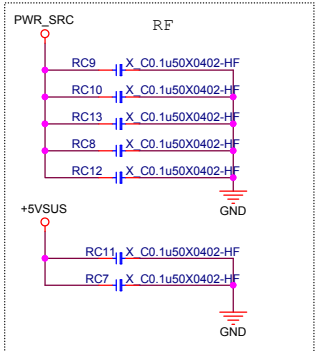 PWR_SRC
RF
RC9 X_C0.1u50X0402-HF
RC10 X_C0.1u50X0402-HF
RC13 X_C0.1u50X0402-HF
RC8 X_C0.1u50X0402-HF
RC12 X_C0.1u50X0402-HF
GND
+5VSUS
RC11 X_C0.1u50X0402-HF
RC7 X_C0.1u50X0402-HF
GND